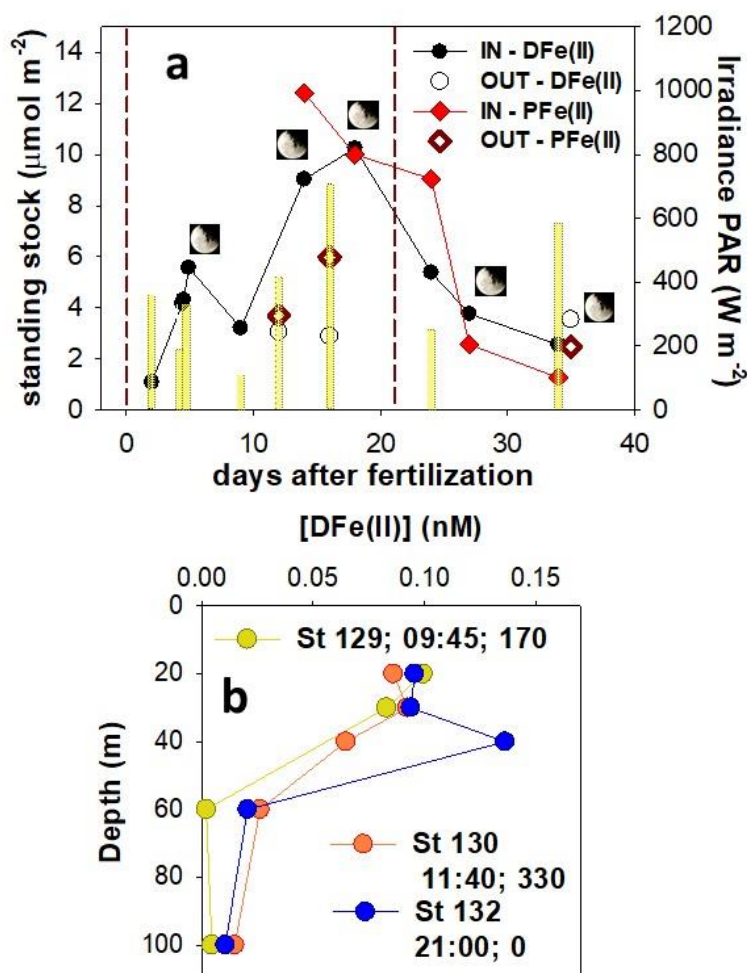 a
IN - DFe(II)
OUT - DFe(II)
IN - PFe(II)
OUT - PFe(II)
standing stock (μmol m⁻²)
14
12
10
8
6
4
2
0
1200
1000
800
600
400
200
0
Irradiance PAR (W m⁻²)
0 10 20 30 40
days after fertilization
[DFe(II)] (nM)
0.00 0.05 0.10 0.15
0
20
40
60
80
100
Depth (m)
St 129; 09:45; 170
b
St 130
11:40; 330
St 132
21:00; 0